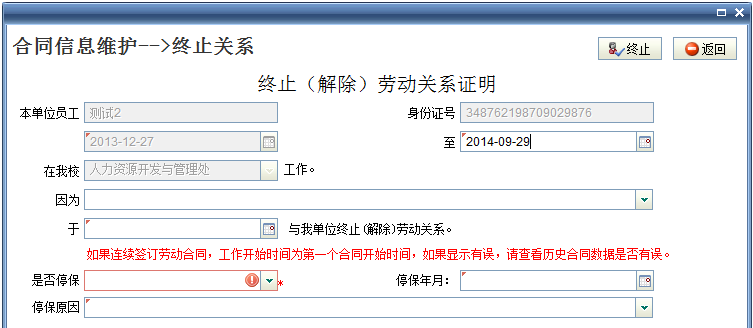 合同信息维护-->终止关系 终止 返回
终止（解除）劳动关系证明
本单位员工 测试2 身份证号 348762198709029876
2013-12-27 至 2014-09-29
在我校 人力资源开发与管理处 工作。
因为
于 与我单位终止(解除)劳动关系。
如果连续签订劳动合同，工作开始时间为第一个合同开始时间，如果显示有误，请查看历史合同数据是否有误。
是否停保 * 停保年月：
停保原因